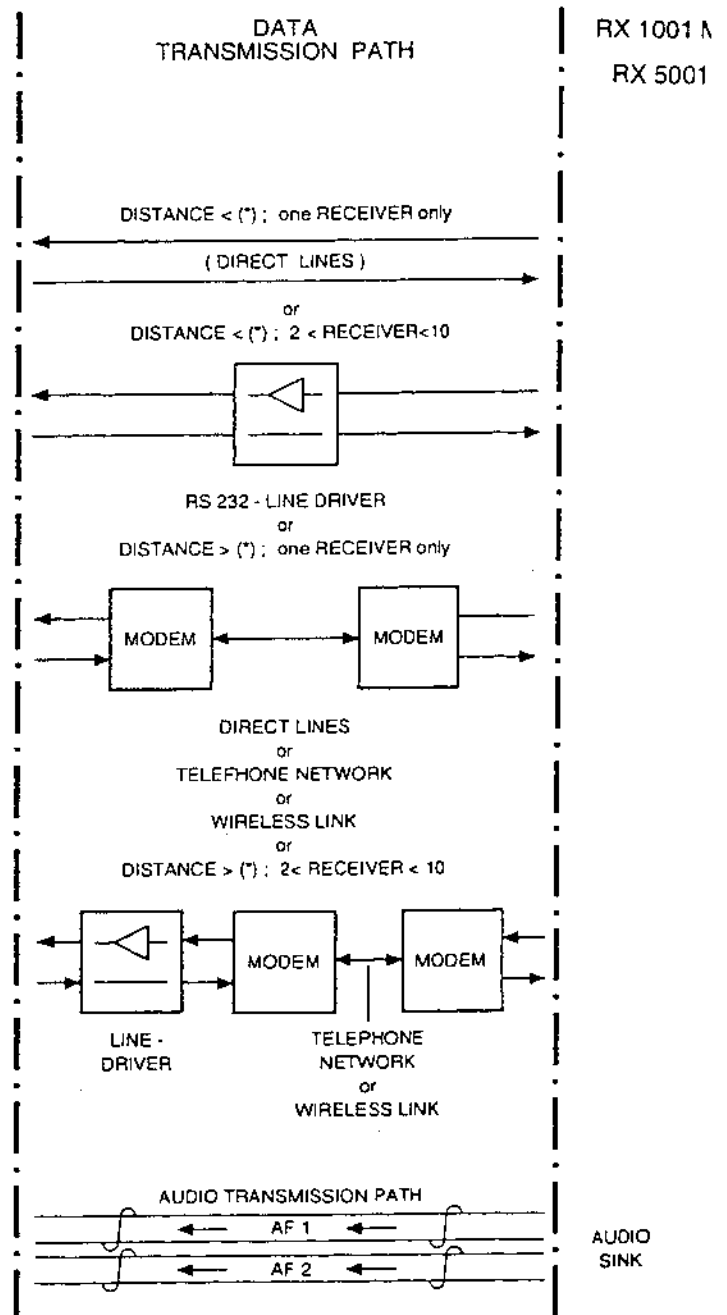 DATA
TRANSMISSION PATH
RX 1001 M
RX 5001
DISTANCE < (*) ; one RECEIVER only
( DIRECT LINES )
or
DISTANCE < (*) ; 2 < RECEIVER<10
RS 232 - LINE DRIVER
or
DISTANCE > (*) ; one RECEIVER only
MODEM
MODEM
DIRECT LINES
or
TELEFHONE NETWORK
or
WIRELESS LINK
or
DISTANCE > (*) ; 2< RECEIVER < 10
MODEM
MODEM
LINE -
DRIVER
TELEPHONE
NETWORK
or
WIRELESS LINK
AUDIO TRANSMISSION PATH
AF 1
AF 2
AUDIO
SINK